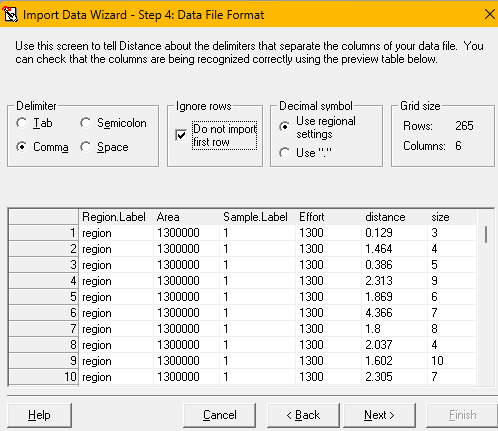 Import Data Wizard - Step 4: Data File Format
Use this screen to tell Distance about the delimiters that separate the columns of your data file. You
can check that the columns are being recognized correctly using the preview table below.
Delimiter Ignore rows Decimal symbol Grid size
Tab Semicolon Do not import Use regional Rows: 265
first row settings
Comma Space Use "." Columns: 6
Region.Label Area Sample.Label Effort distance size
1 region 1300000 1 1300 0.129 3
2 region 1300000 1 1300 1.464 4
3 region 1300000 1 1300 0.386 5
4 region 1300000 1 1300 2.313 9
5 region 1300000 1 1300 1.869 6
6 region 1300000 1 1300 4.366 7
7 region 1300000 1 1300 1.8 8
8 region 1300000 1 1300 2.037 4
9 region 1300000 1 1300 1.602 10
10 region 1300000 1 1300 2.305 7
Help Cancel < Back Next > Finish